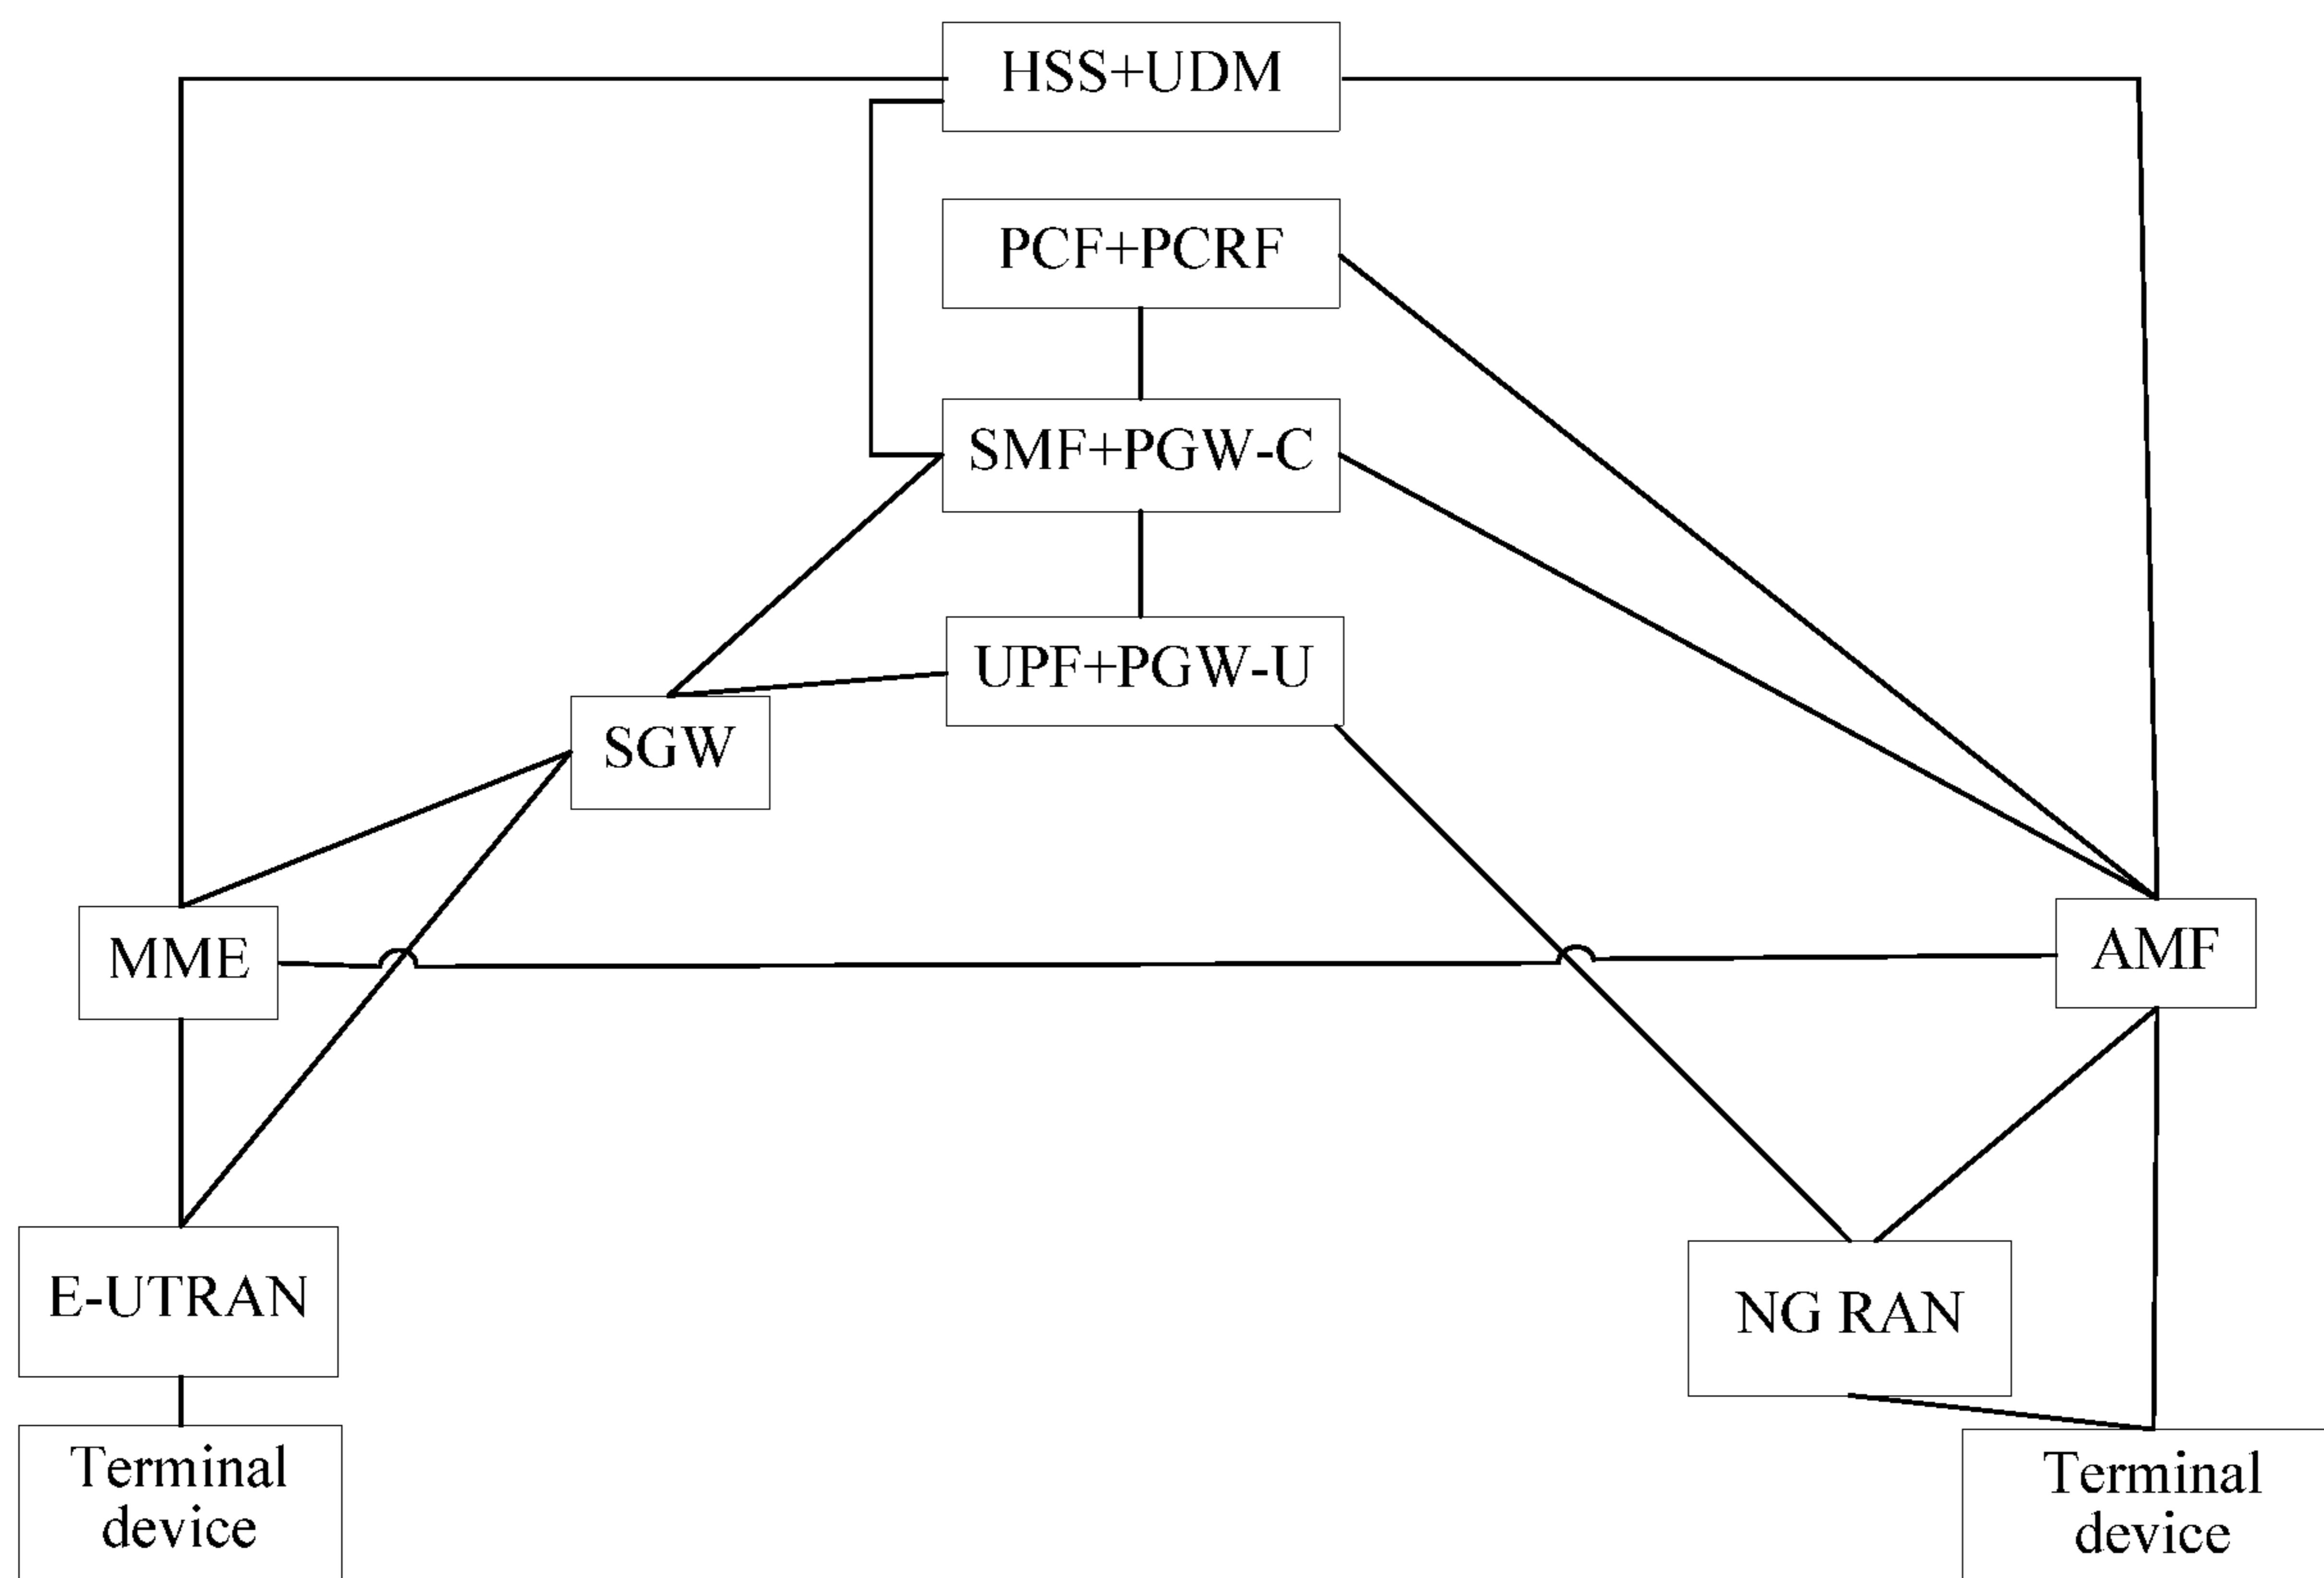 HSS+UDM
PCF+PCRF
SMF+PGW-C
UPF+PGW-U
SGW
MME
AMF
E-UTRAN
NG RAN
Terminal
device
Terminal
device